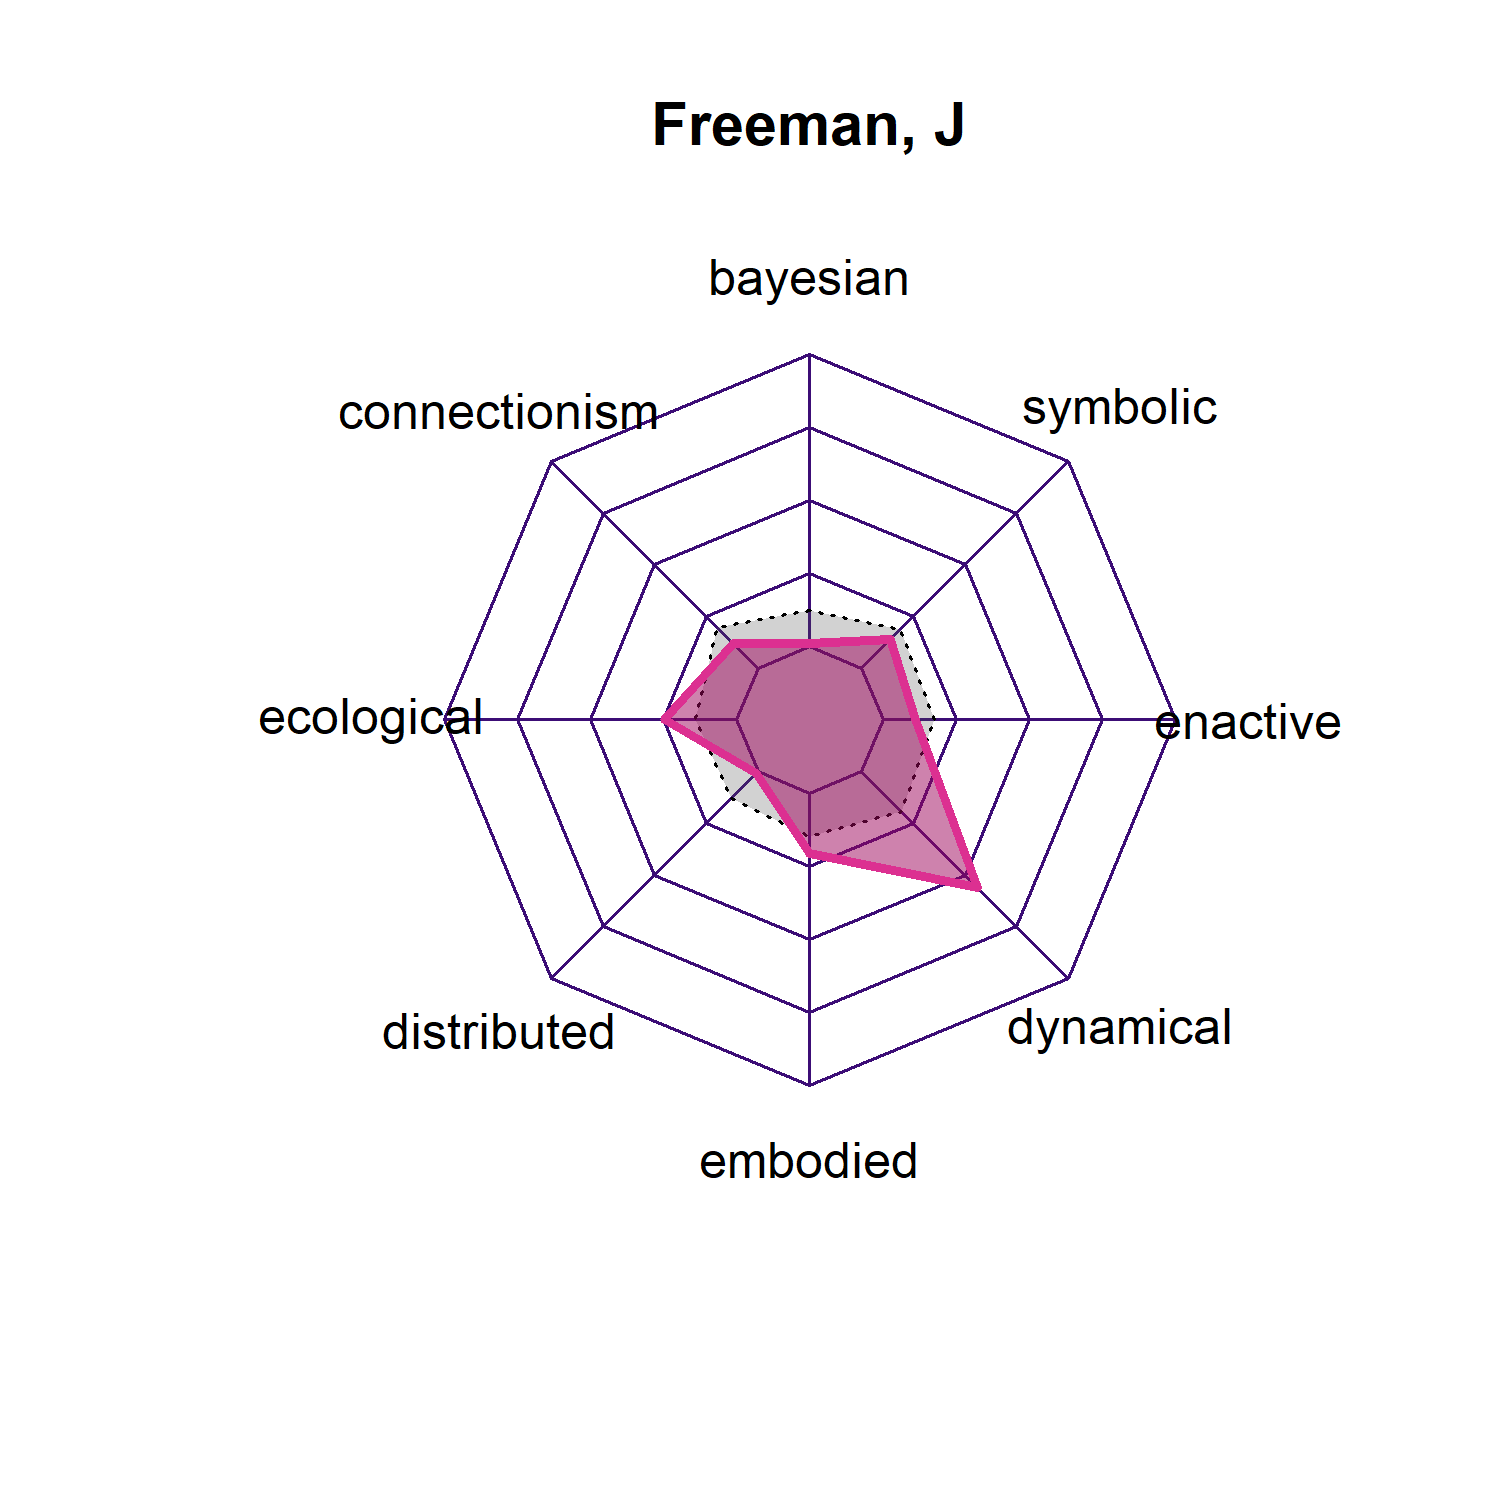 Freeman, J
bayesian
symbolic
connectionism
enactive
ecological
dynamical
distributed
embodied